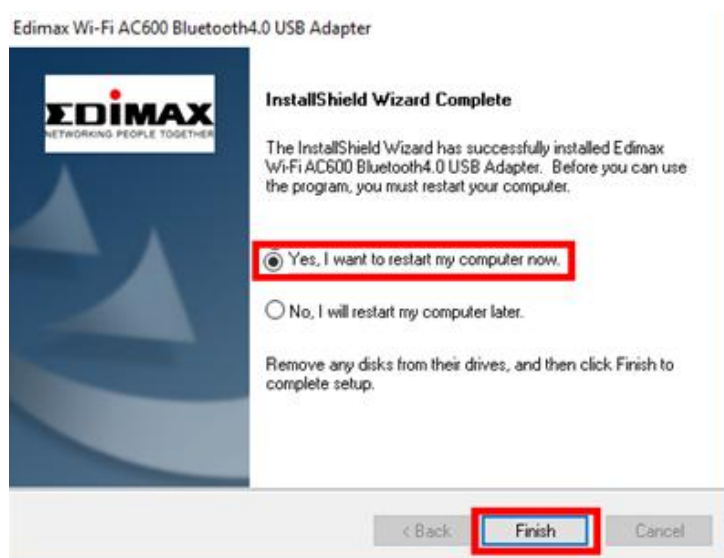 Edimax Wi-Fi AC600 Bluetooth4.0 USB Adapter
EDIMAX
NETWORKING PEOPLE TOGETHER
InstallShield Wizard Complete
The InstallShield Wizard has successfully installed Edimax
Wi-Fi AC600 Bluetooth4.0 USB Adapter. Before you can use
the program, you must restart your computer.
Yes, I want to restart my computer now.
No, I will restart my computer later.
Remove any disks from their drives, and then click Finish to
complete setup.
< Back
Finish
Cancel